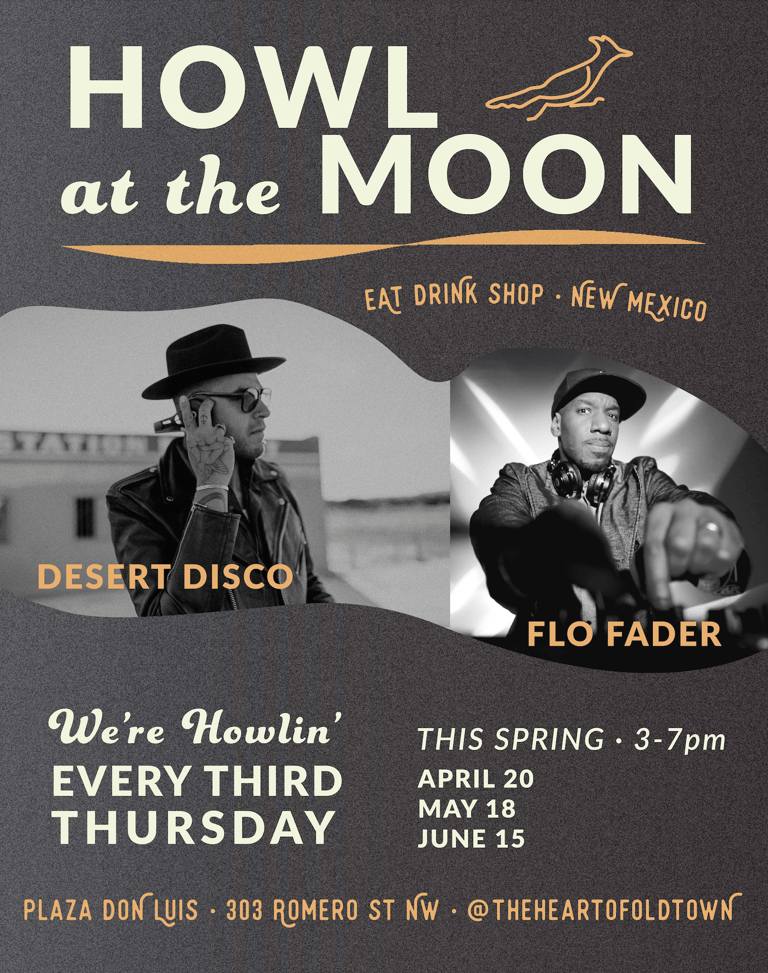 HOWL
at the MOON
EAT DRINK SHOP · NEW MEXICO
STATION
DESERT DISCO
FLO FADER
We're Howlin'
EVERY THIRD
THURSDAY
THIS SPRING · 3-7pm
APRIL 20
MAY 18
JUNE 15
PLAZA DON LUIS · 303 ROMERO ST NW · @THEHEARTOFOLDTOWN